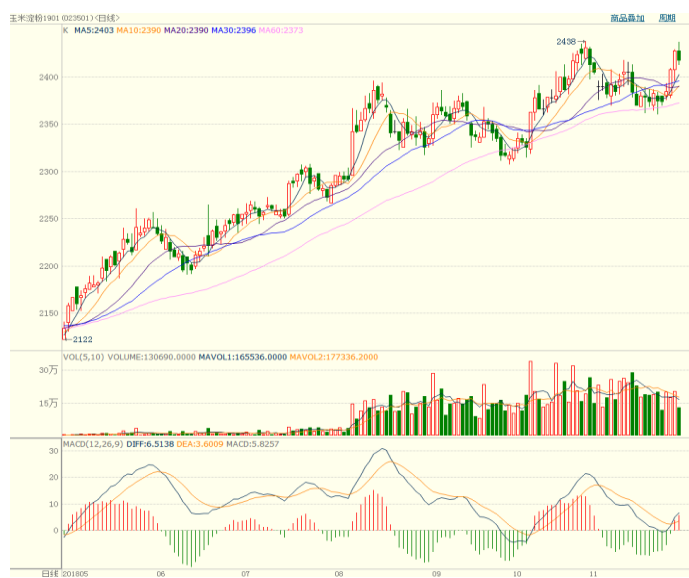 玉米淀粉1901 (023501)<日线> 商品叠加 周期
K MA5:2403 MA10:2390 MA20:2390 MA30:2396 MA60:2373
2438
2400
2350
2300
2250
2200
2150
2122
VOL(5,10) VOLUME:130690.0000 MAVOL1:165536.0000 MAVOL2:177336.2000
30万
15万
MACD(12,26,9) DIFF:6.5138 DEA:3.6009 MACD:5.8257
30
20
10
0
日线 201805 06 07 08 09 10 11